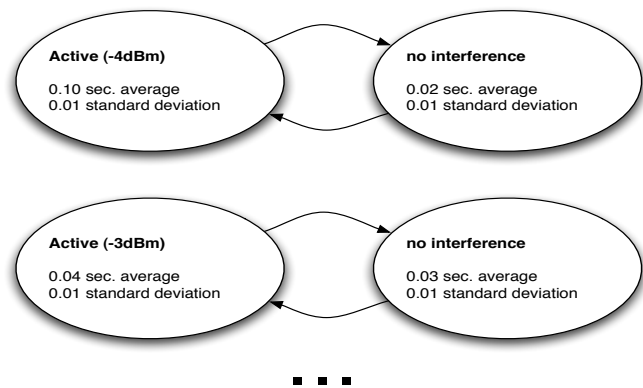 Active (-4dBm)
0.10 sec. average
0.01 standard deviation
no interference
0.02 sec. average
0.01 standard deviation
Active (-3dBm)
0.04 sec. average
0.01 standard deviation
no interference
0.03 sec. average
0.01 standard deviation
...